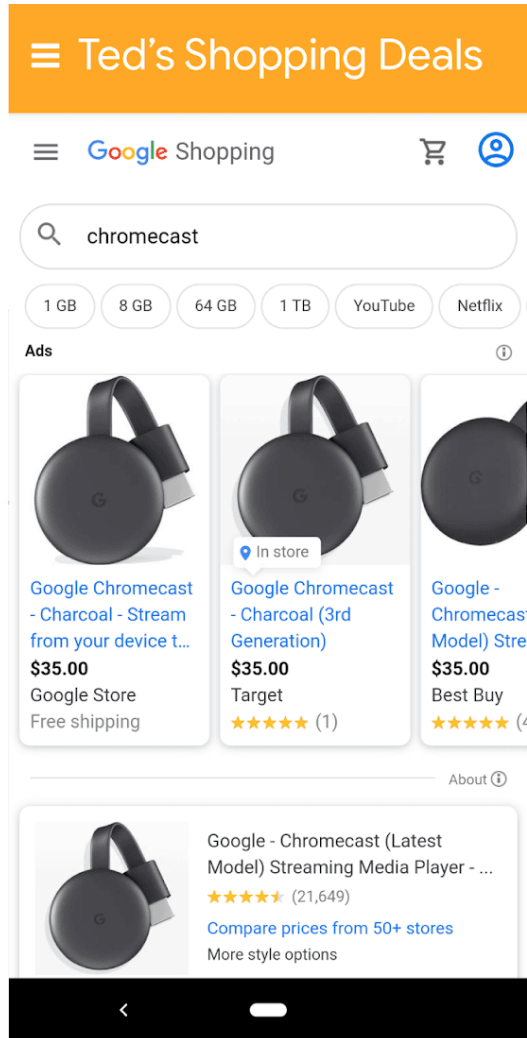 Ted's Shopping Deals
Google Shopping
chromecast
1 GB 8 GB 64 GB 1 TB YouTube Netflix
Ads
G
G
G
In store
Google Chromecast
- Charcoal - Stream
from your device t...
$35.00
Google Store
Free shipping
Google Chromecast
- Charcoal (3rd
Generation)
$35.00
Target
(1)
Google -
Chromecast
Model) Stre
$35.00
Best Buy
(4
About
G
Google - Chromecast (Latest
Model) Streaming Media Player - ...
(21,649)
Compare prices from 50+ stores
More style options